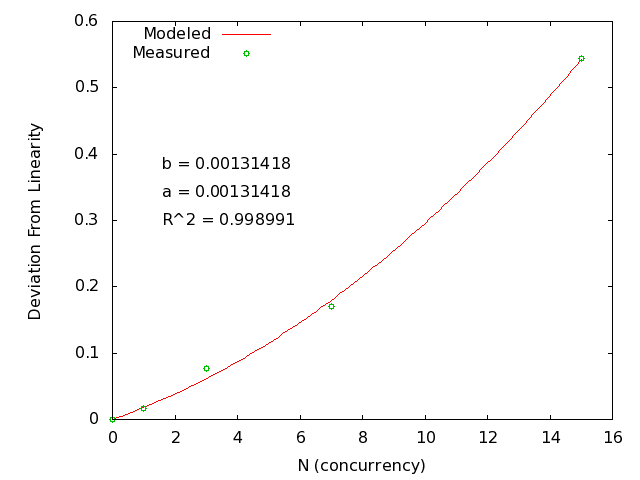 Modeled
Measured
b = 0.00131418
a = 0.00131418
R^2 = 0.998991
Deviation From Linearity
0.6
0.5
0.4
0.3
0.2
0.1
0
0 2 4 6 8 10 12 14 16
N (concurrency)